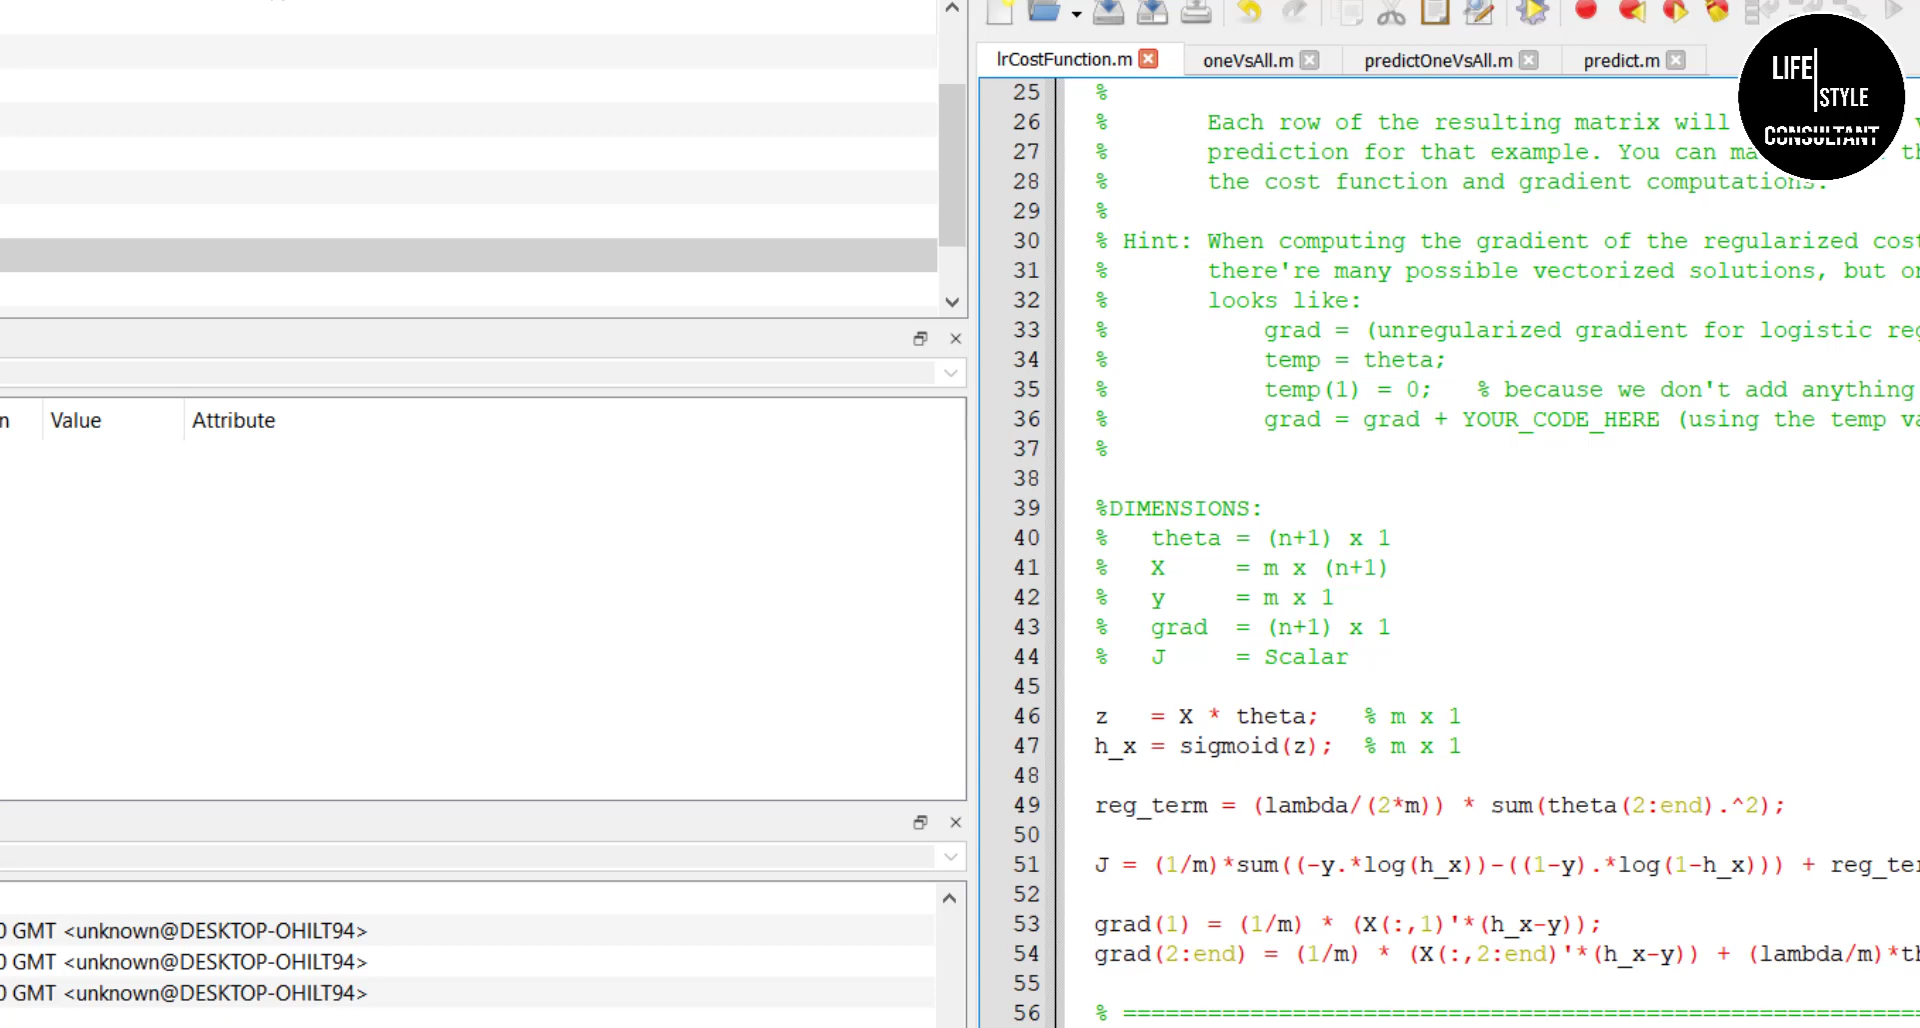 lrCostFunction.m
oneVsAll.m
predictOneVsAll.m
predict.m
LIFE
STYLE
CONSULTANT
25 %
26 % Each row of the resulting matrix will
27 % prediction for that example. You can
28 % the cost function and gradient computations.
29 %
30 % Hint: When computing the gradient of the regularized cost
31 % there're many possible vectorized solutions, but
32 % looks like:
33 % grad = (unregularized gradient for logistic
34 % temp = theta;
35 % temp(1) = 0; % because we don't add anything
36 % grad = grad + YOUR_CODE_HERE (using the temp
37 %
38
39 %DIMENSIONS:
40 % theta = (n+1) x 1
41 % X = m x (n+1)
42 % y = m x 1
43 % grad = (n+1) x 1
44 % J = Scalar
45
46 z = X * theta; % m x 1
47 h_x = sigmoid(z); % m x 1
48
49 reg_term = (lambda/(2*m)) * sum(theta(2:end).^2);
50
51 J = (1/m)*sum((-y.*log(h_x))-((1-y).*log(1-h_x))) + reg_te
52
53 grad(1) = (1/m) * (X(:,1)'*(h_x-y));
54 grad(2:end) = (1/m) * (X(:,2:end)'*(h_x-y)) + (lambda/m)*t
55
56 % ==================================================
Value
Attribute
0 GMT <unknown@DESKTOP-OHILT94>
0 GMT <unknown@DESKTOP-OHILT94>
0 GMT <unknown@DESKTOP-OHILT94>